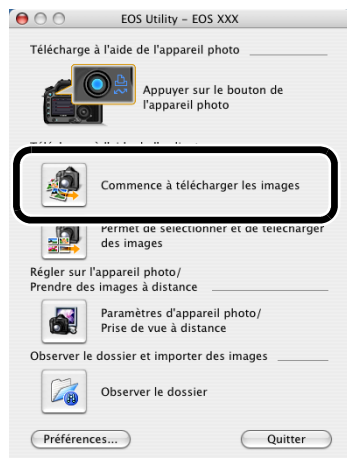 EOS Utility – EOS XXX
Télécharge à l'aide de l'appareil photo
Appuyer sur le bouton de
l'appareil photo
Commence à télécharger les images
Permet de sélectionner et de télécharger
des images
Régler sur l'appareil photo/
Prendre des images à distance
Paramètres d'appareil photo/
Prise de vue à distance
Observer le dossier et importer des images
Observer le dossier
Préférences...
Quitter